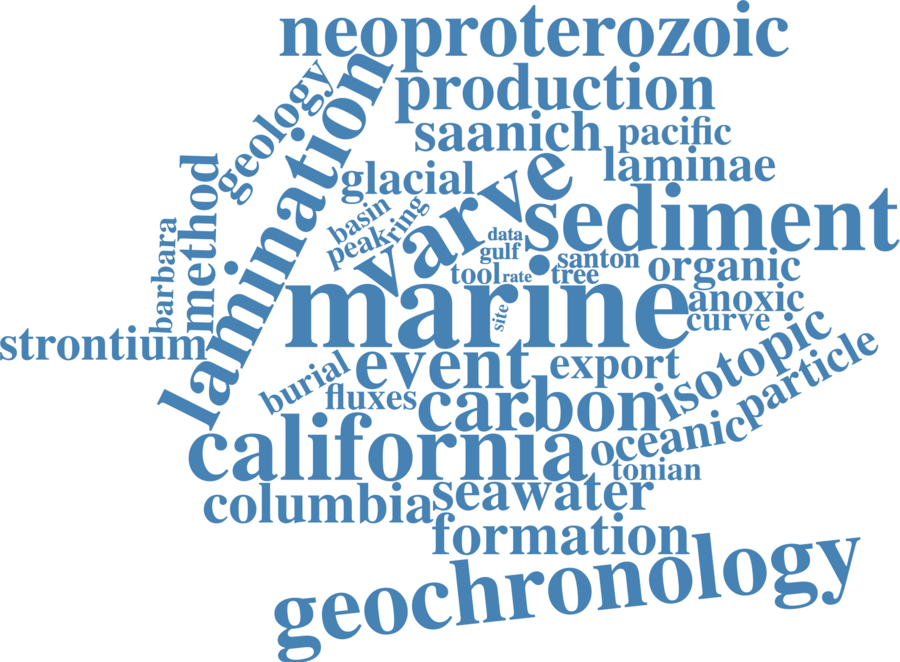 neoproterozoic
production
geology
lamination
saanich
pacific
laminae
method
glacial
varve
basin
ring
peak
sediment
data
gulf
santon
organic
tool
rate
tree
barbara
marine
anoxic
site
curve
strontium
isotopic
event
export
particle
burial
fluxes
carbon
california
oceanic
tonian
columbia
seawater
formation
geochronology